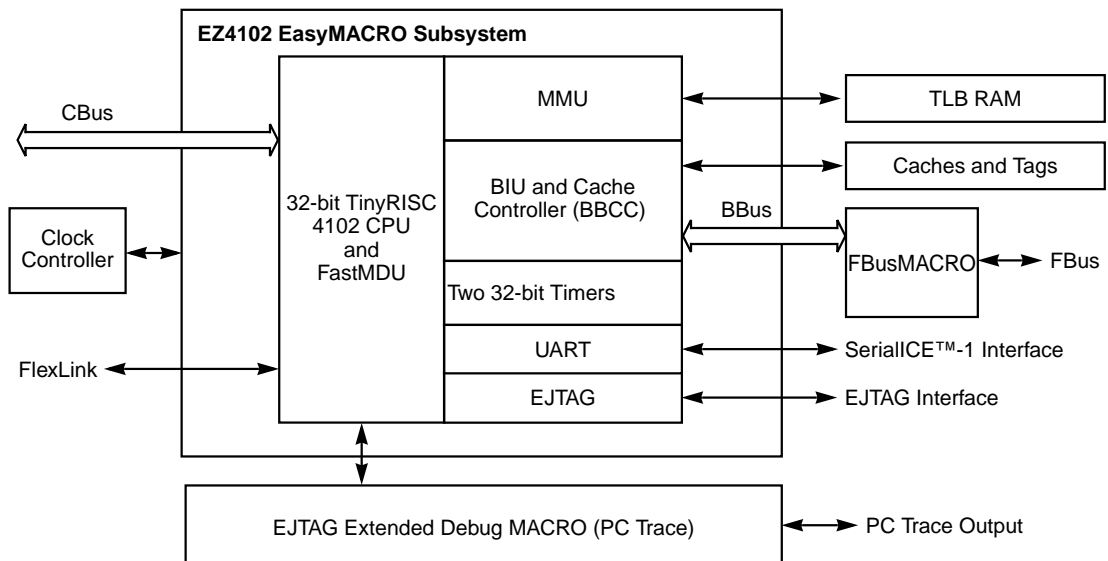 EZ4102 EasyMACRO Subsystem
CBus
Clock
Controller
FlexLink
32-bit TinyRISC
4102 CPU
and
FastMDU
MMU
BIU and Cache
Controller (BBCC)
Two 32-bit Timers
UART
EJTAG
TLB RAM
Caches and Tags
BBus
FBusMACRO
FBus
SerialICE™-1 Interface
EJTAG Interface
EJTAG Extended Debug MACRO (PC Trace)
PC Trace Output